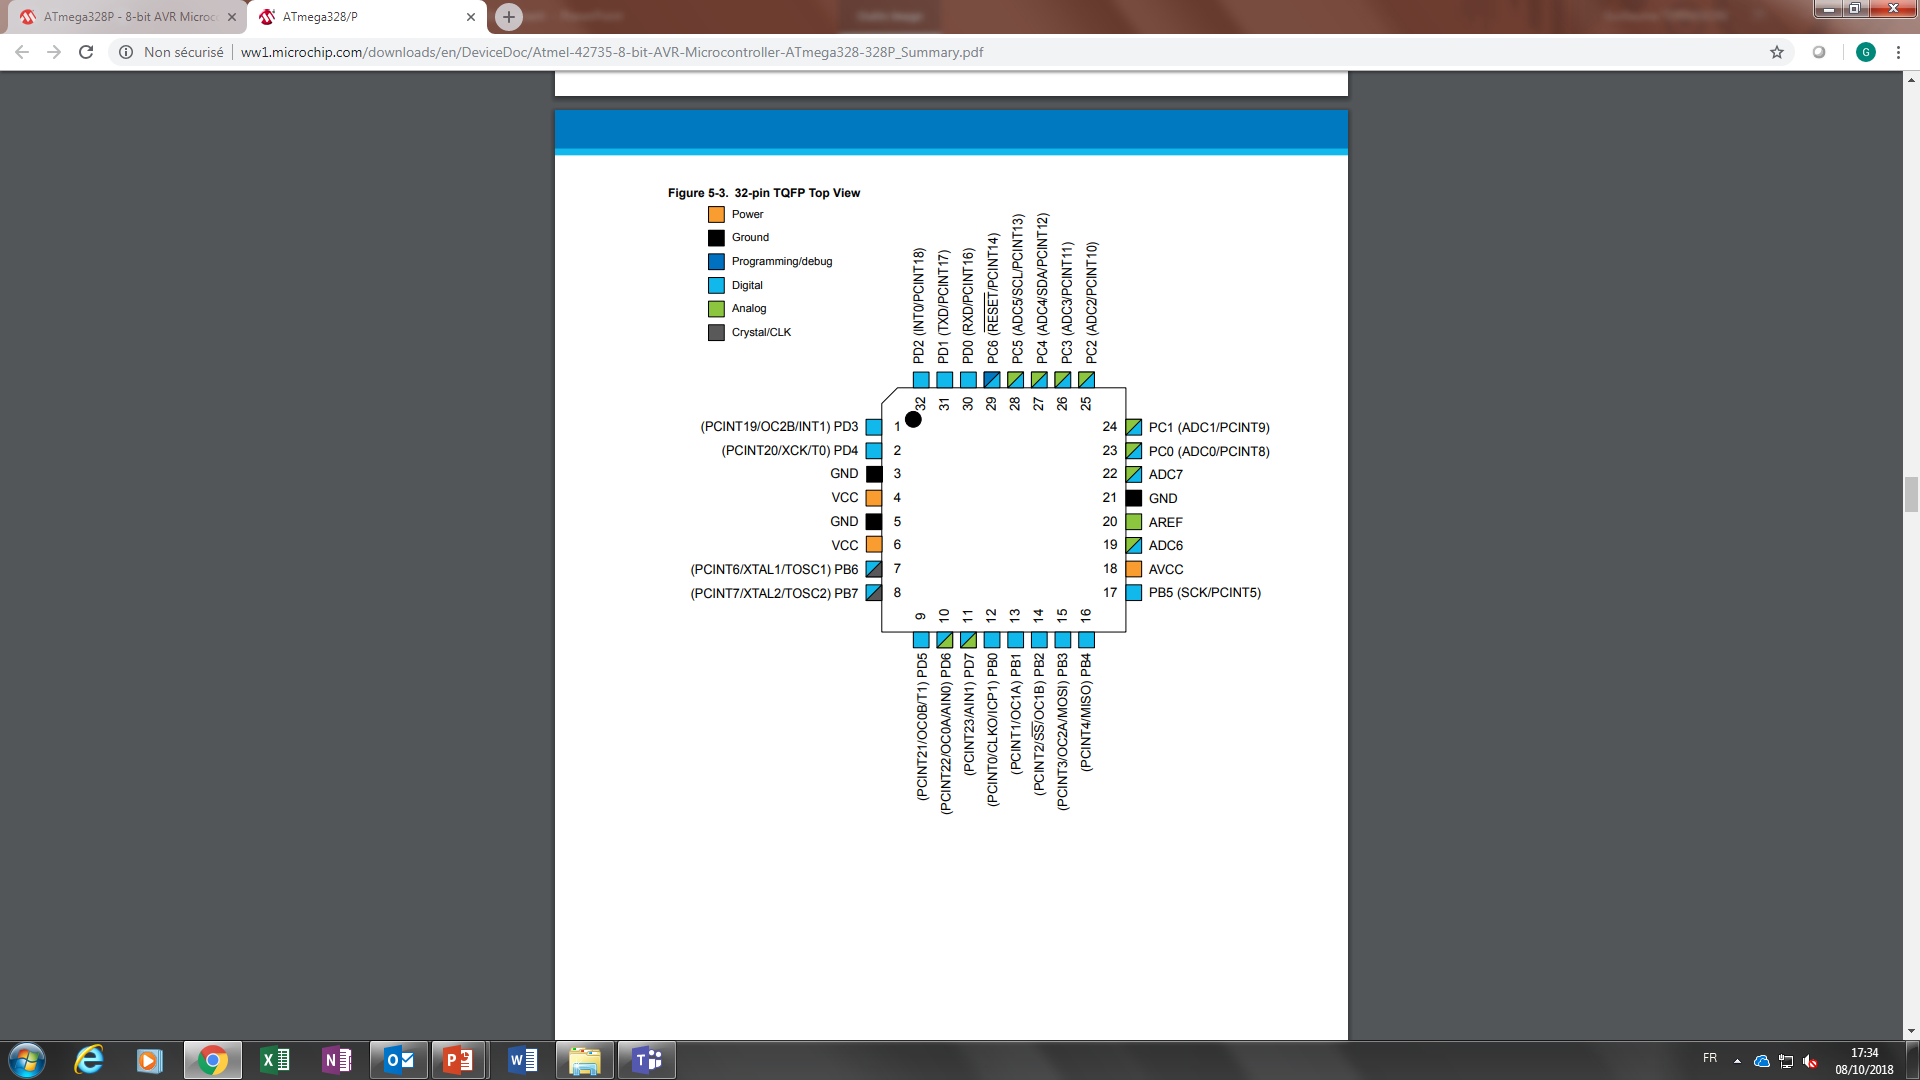 ATmega328P - 8-bit AVR Microc
ATmega328/P
Non sécurisé
ww1.microchip.com/downloads/en/DeviceDoc/Atmel-42735-8-bit-AVR-Microcontroller-ATmega328-328P_Summary.pdf
G
Figure 5-3. 32-pin TQFP Top View
Power
Ground
Programming/debug
Digital
Analog
Crystal/CLK
PD2 (INT0/PCINT18)
PD1 (TXD/PCINT17)
PD0 (RXD/PCINT16)
PC6 (RESET/PCINT14)
PC5 (ADC5/SCL/PCINT13)
PC4 (ADC4/SDA/PCINT12)
PC3 (ADC3/PCINT11)
PC2 (ADC2/PCINT10)
32 31 30 29 28 27 26 25
(PCINT19/OC2B/INT1) PD3 1
(PCINT20/XCK/T0) PD4 2
GND 3
VCC 4
GND 5
VCC 6
(PCINT6/XTAL1/TOSC1) PB6 7
(PCINT7/XTAL2/TOSC2) PB7 8
24 PC1 (ADC1/PCINT9)
23 PC0 (ADC0/PCINT8)
22 ADC7
21 GND
20 AREF
19 ADC6
18 AVCC
17 PB5 (SCK/PCINT5)
9 10 11 12 13 14 15 16
(PCINT21/OC0B/T1) PD5
(PCINT22/OC0A/AIN0) PD6
(PCINT23/AIN1) PD7
(PCINT0/CLKO/ICP1) PB0
(PCINT1/OC1A) PB1
(PCINT2/SS/OC1B) PB2
(PCINT3/OC2A/MOSI) PB3
(PCINT4/MISO) PB4
FR
17:34
08/10/2018